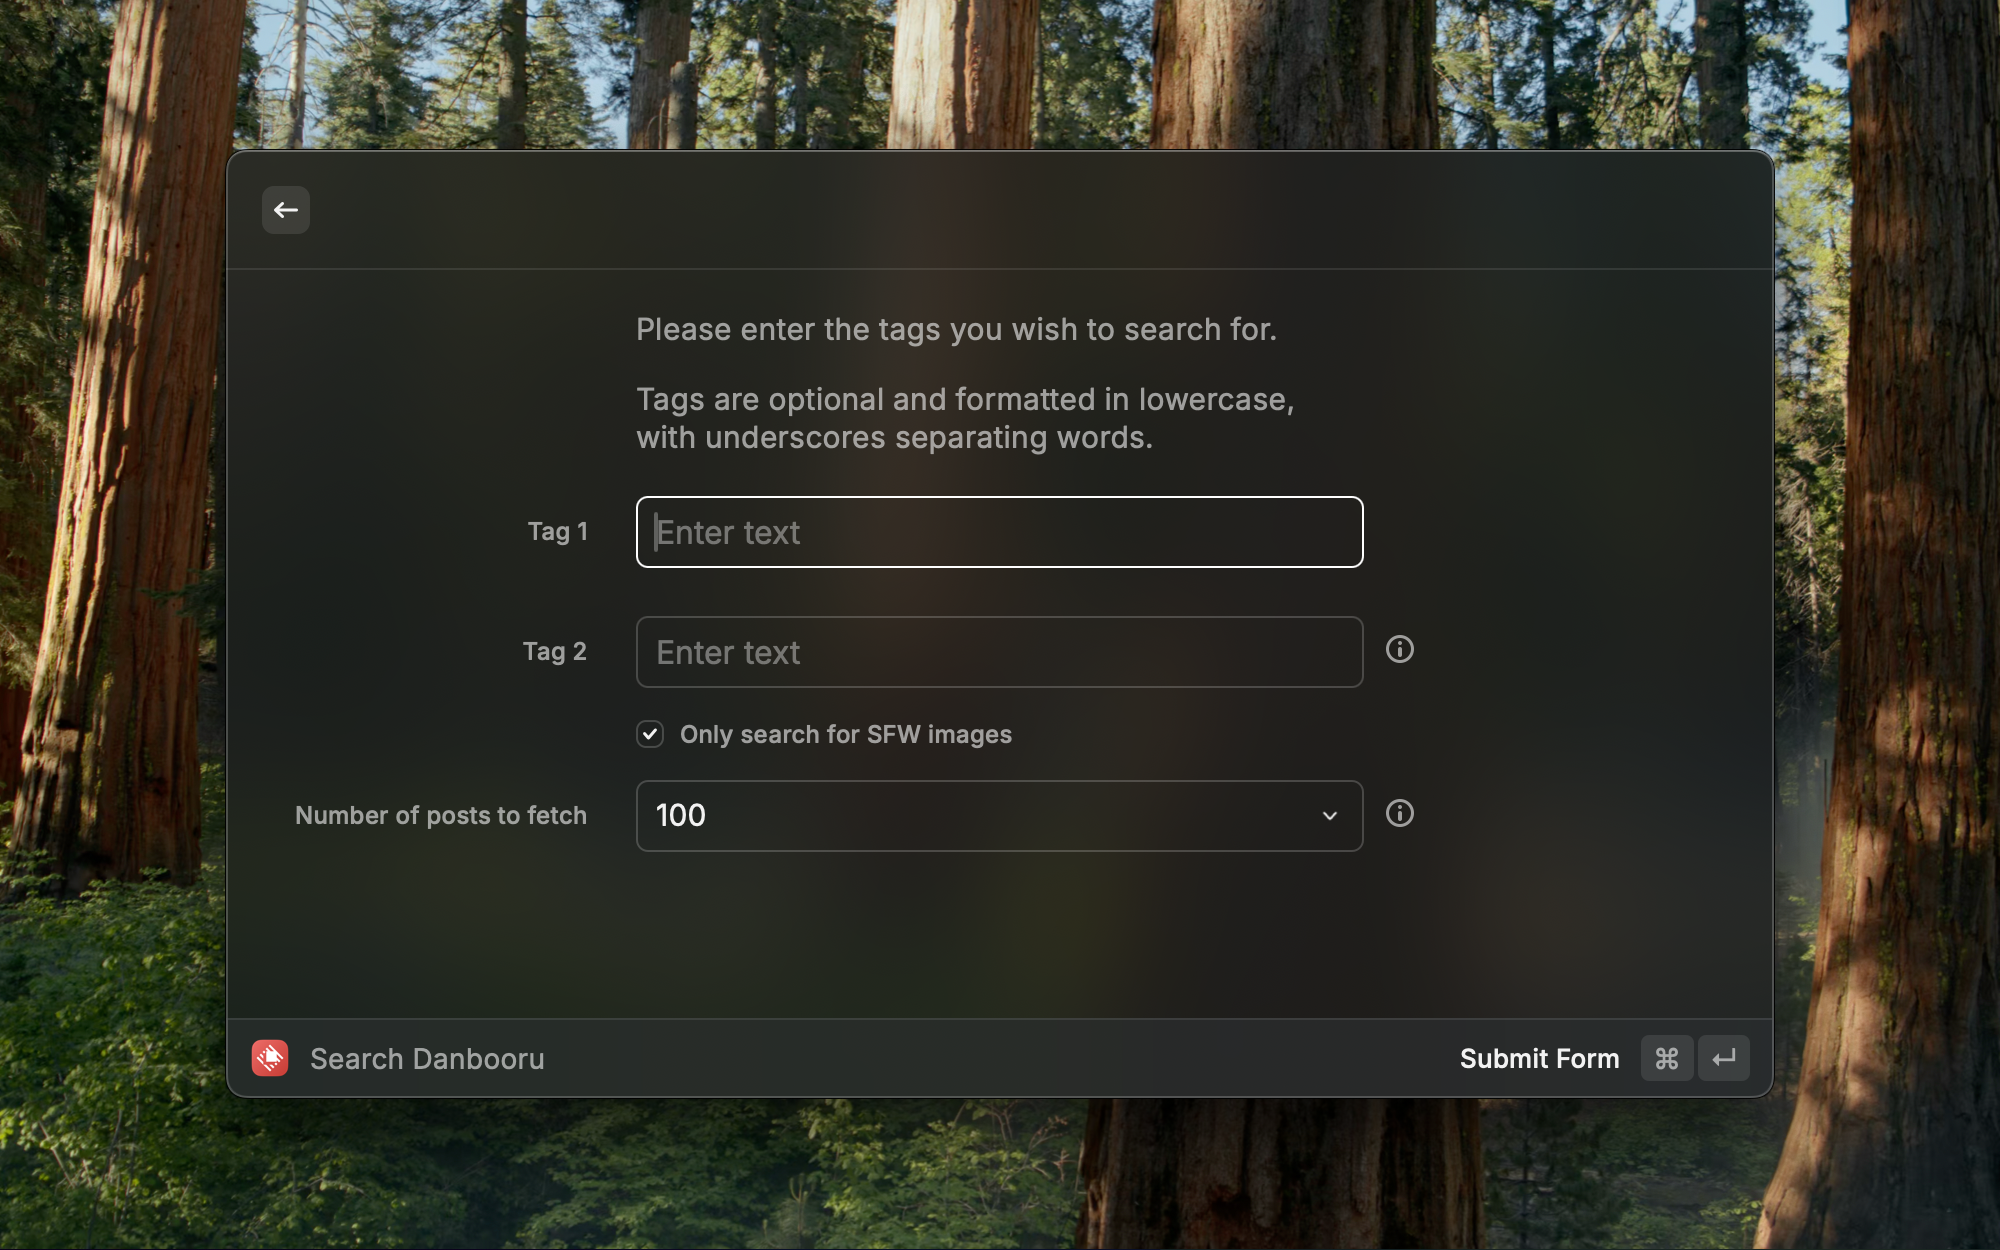 Please enter the tags you wish to search for.
Tags are optional and formatted in lowercase,
with underscores separating words.
Tag 1
Enter text
Tag 2
Enter text
Only search for SFW images
Number of posts to fetch
100
Search Danbooru
Submit Form ⌘ ↵